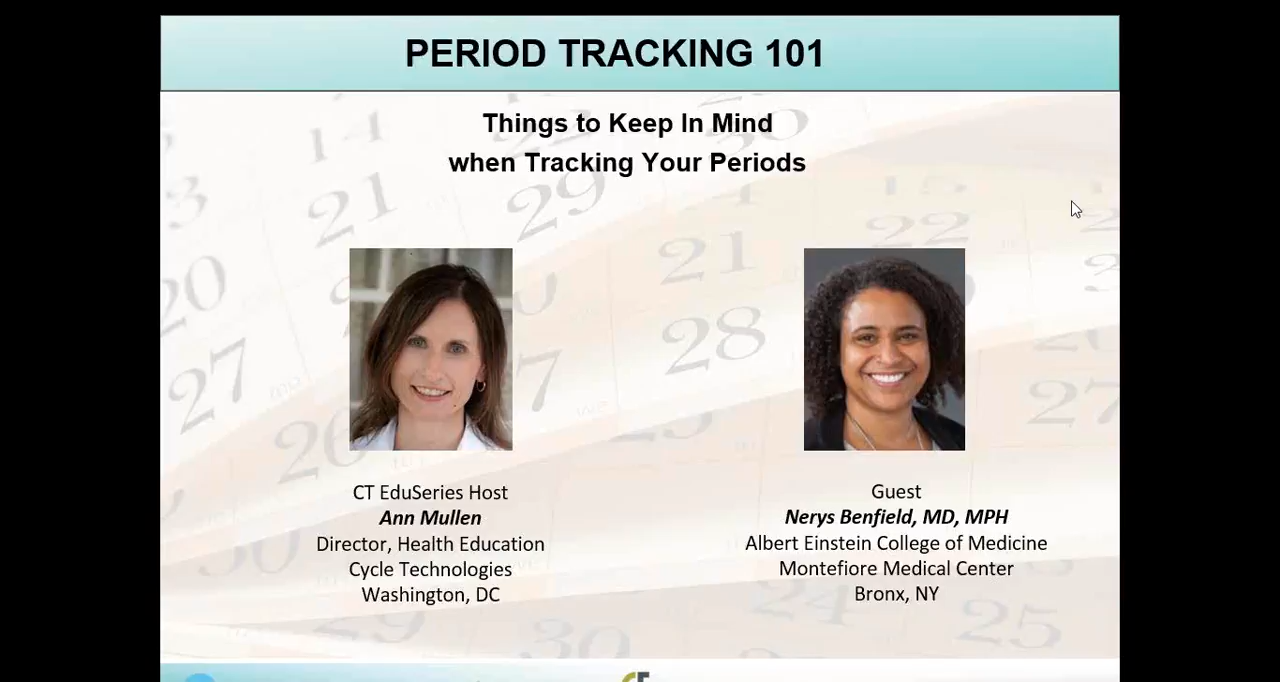 PERIOD TRACKING 101
Things to Keep In Mind
when Tracking Your Periods
CT EduSeries Host
Ann Mullen
Director, Health Education
Cycle Technologies
Washington, DC
Guest
Nerys Benfield, MD, MPH
Albert Einstein College of Medicine
Montefiore Medical Center
Bronx, NY